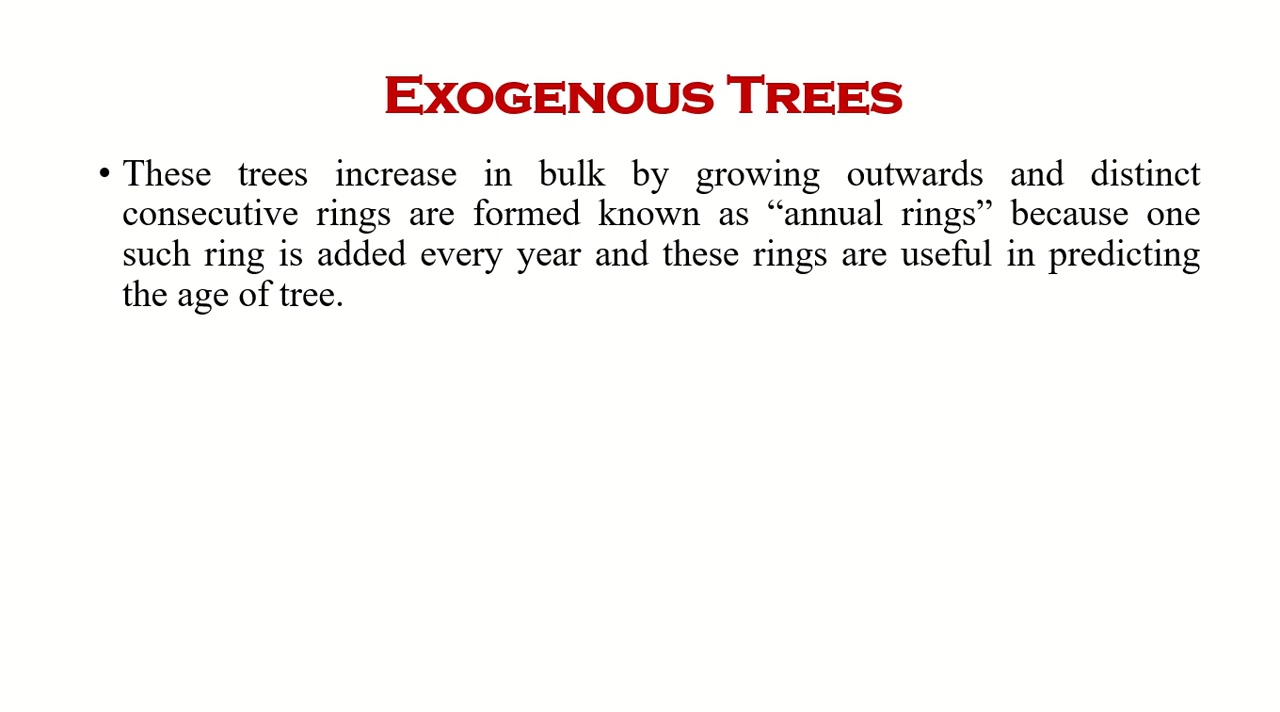 Exogenous Trees
• These trees increase in bulk by growing outwards and distinct
consecutive rings are formed known as “annual rings” because one
such ring is added every year and these rings are useful in predicting
the age of tree.